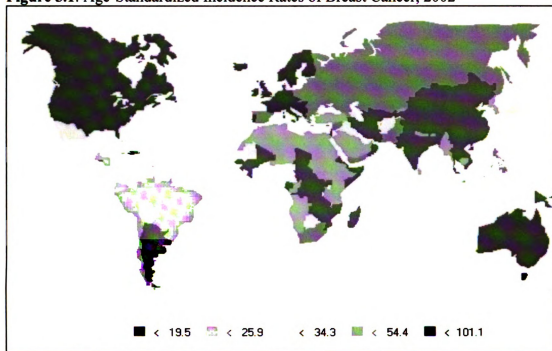 Figure 3.1: Age-Standardized Incidence Rates of Breast Cancer, 2002
< 19.5 < 25.9 < 34.3 < 54.4 < 101.1